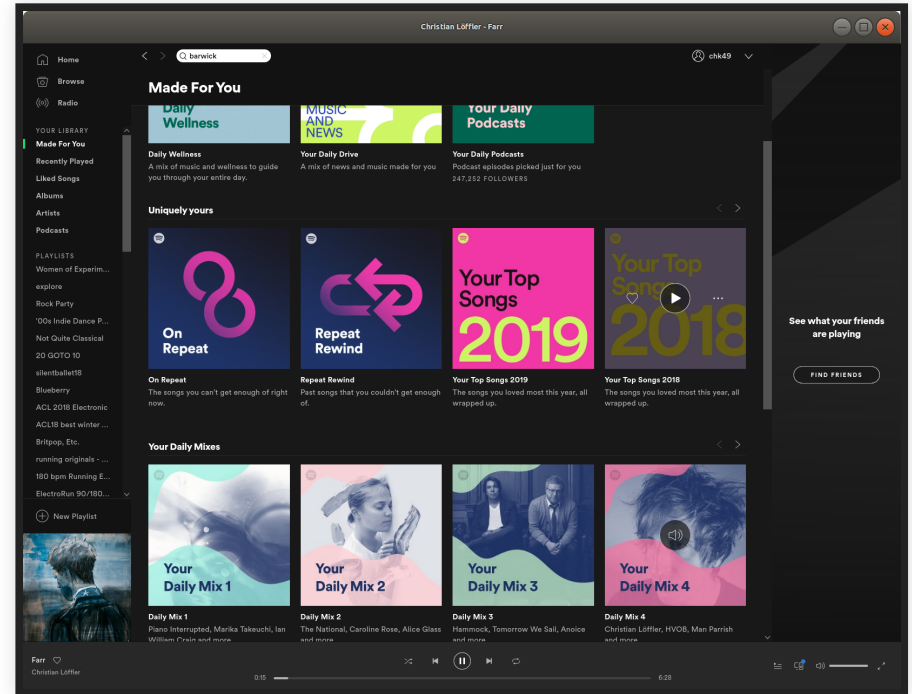 Christian Löffler - Farr
Home
Browse
Radio
YOUR LIBRARY
Made For You
Recently Played
Liked Songs
Albums
Artists
Podcasts
PLAYLISTS
Women of Experim...
explore
Rock Party
'00s Indie Dance P...
Not Quite Classical
20 GOTO 10
silentballet18
Blueberry
ACL 2018 Electronic
ACL18 best winter ...
Britpop, Etc.
running originals - ...
180 bpm Running E...
ElectroRun 90/180...
New Playlist
barwick
chk49
Made For You
Daily
Wellness
MUSIC
AND
NEWS
Your Daily
Podcasts
Daily Wellness
A mix of music and wellness to guide
you through your entire day.
Your Daily Drive
A mix of news and music made for you
Your Daily Podcasts
Podcast episodes picked just for you
247,252 FOLLOWERS
Uniquely yours
On
Repeat
Repeat
Rewind
Your Top
Songs
2019
Your Top
Songs
2018
On Repeat
The songs you can't get enough of right
now.
Repeat Rewind
Past songs that you couldn't get enough
of.
Your Top Songs 2019
The songs you loved most this year, all
wrapped up.
Your Top Songs 2018
The songs you loved most this year, all
wrapped up.
Your Daily Mixes
Your
Daily Mix 1
Your
Daily Mix 2
Your
Daily Mix 3
Your
Daily Mix 4
Daily Mix 1
Piano Interrupted, Marika Takeuchi, Ian
William Craig and more
Daily Mix 2
The National, Caroline Rose, Alice Glass
and more
Daily Mix 3
Hammock, Tomorrow We Sail, Anoice
and more
Daily Mix 4
Christian Löffler, HVOB, Man Parrish
and more
See what your friends
are playing
FIND FRIENDS
Farr
Christian Löffler
0:15
6:28